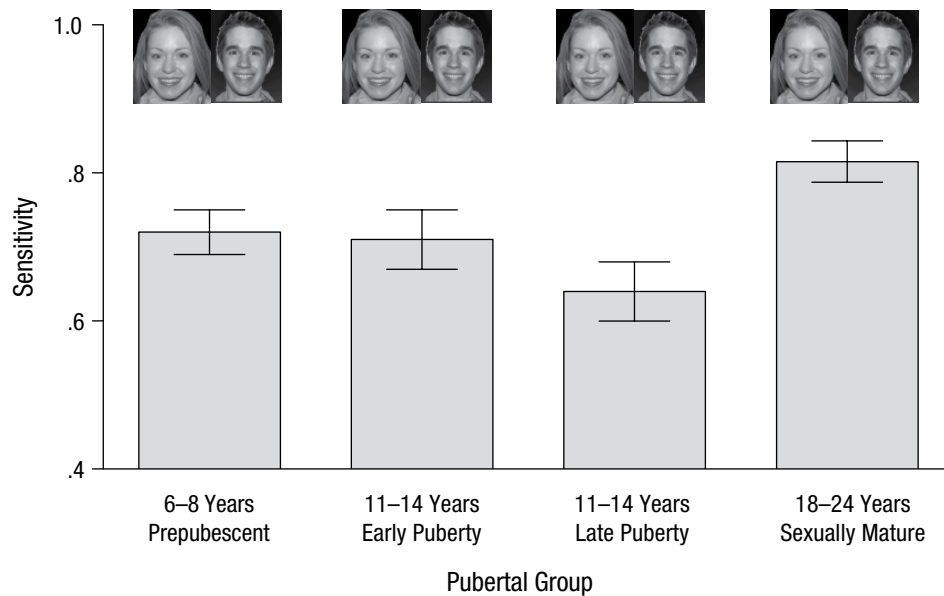 1.0
.8
.6
.4
Sensitivity
6–8 Years
Prepubescent
11–14 Years
Early Puberty
11–14 Years
Late Puberty
18–24 Years
Sexually Mature
Pubertal Group